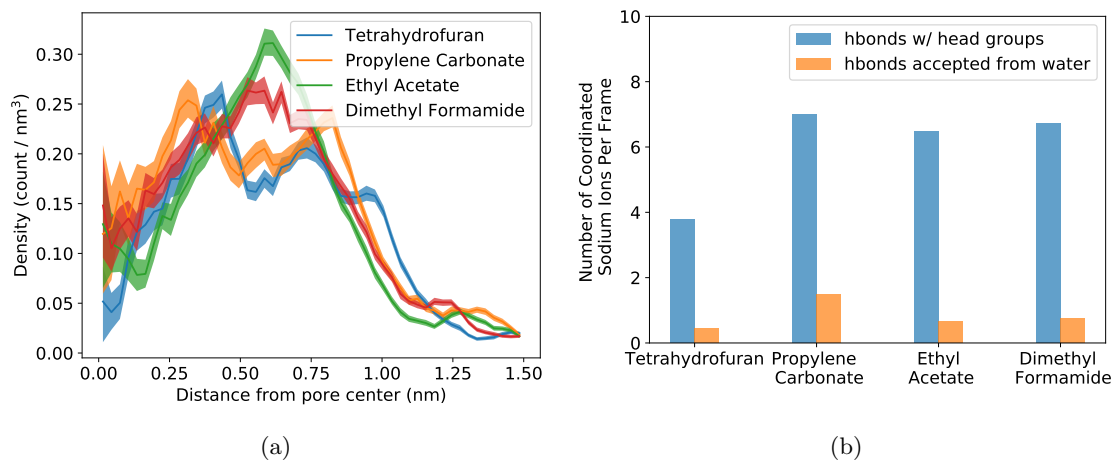 Density (count / nm³)
0.30
0.25
0.20
0.15
0.10
0.05
0.00
Tetrahydrofuran
Propylene Carbonate
Ethyl Acetate
Dimethyl Formamide
0.00 0.25 0.50 0.75 1.00 1.25 1.50
Distance from pore center (nm)
(a)
Number of Coordinated
Sodium Ions Per Frame
10
8
6
4
2
0
hbonds w/ head groups
hbonds accepted from water
Tetrahydrofuran Propylene Ethyl Dimethyl
Carbonate Acetate Formamide
(b)